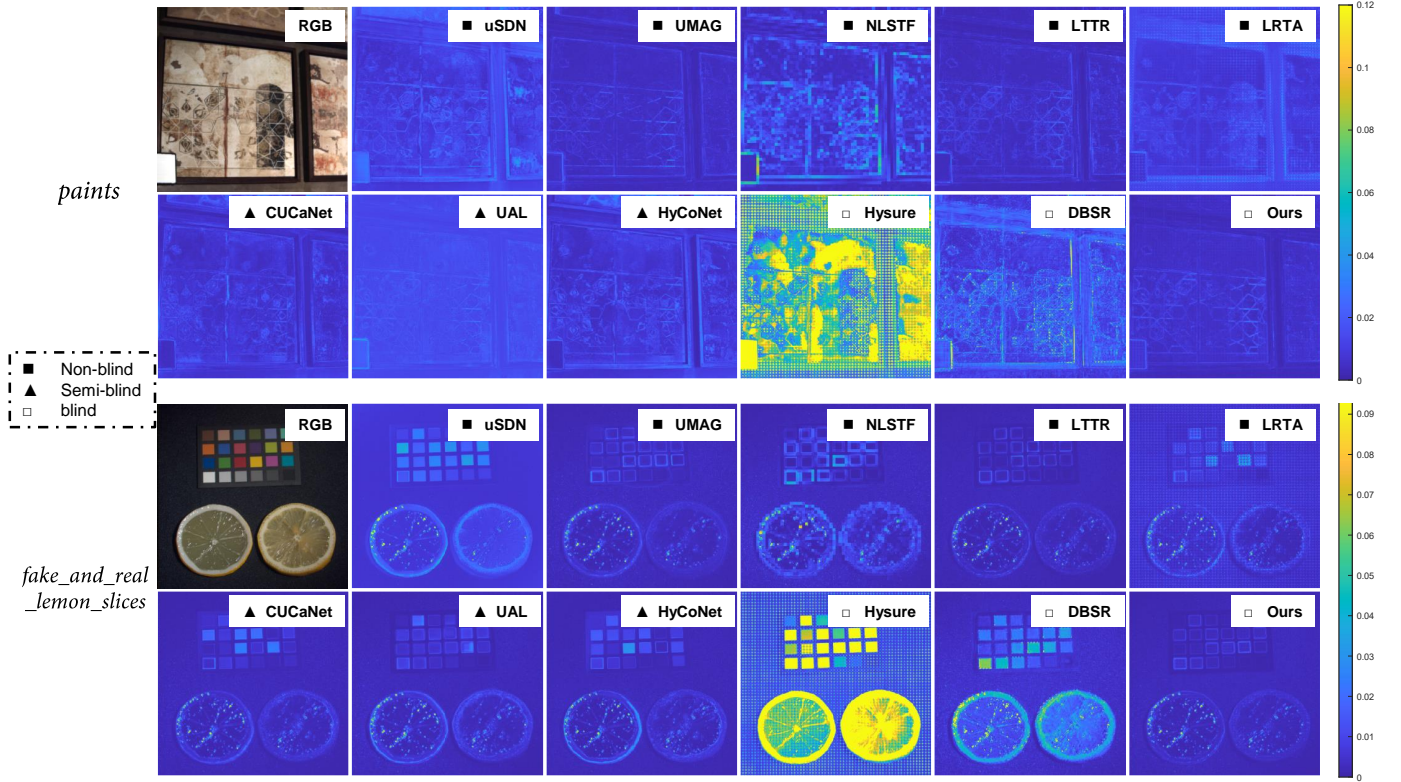 RGB
■ uSDN
■ UMAG
■ NLSTF
■ LTTR
■ LRTA
0.12
0.1
0.08
0.06
0.04
0.02
0
paints
▲ CUCaNet
▲ UAL
▲ HyCoNet
□ Hysure
□ DBSR
□ Ours
■ Non-blind
▲ Semi-blind
□ blind
RGB
■ uSDN
■ UMAG
■ NLSTF
■ LTTR
■ LRTA
0.09
0.08
0.07
0.06
0.05
0.04
0.03
0.02
0.01
0
fake_and_real
_lemon_slices
▲ CUCaNet
▲ UAL
▲ HyCoNet
□ Hysure
□ DBSR
□ Ours